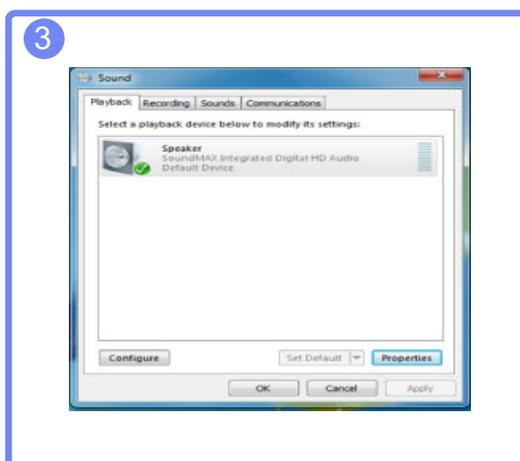 3
Sound
Playback Recording Sounds Communications
Select a playback device below to modify its settings:
Speaker
SoundMAX Integrated Digital HD Audio
Default Device
Configure Set Default Properties
OK Cancel Apply